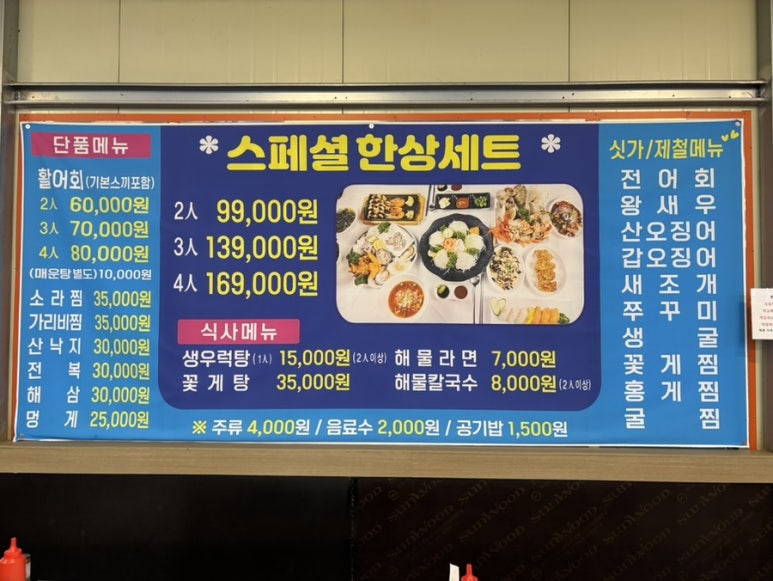 단품메뉴
활어회(기본스끼포함)
2人 60,000원
3人 70,000원
4人 80,000원
(매운탕 별도)10,000원
소라찜 35,000원
가리비찜 35,000원
산낙지 30,000원
전복 30,000원
해삼 30,000원
멍게 25,000원
* 스페셜 한상세트 *
2人 99,000원
3人 139,000원
4人 169,000원
식사메뉴
생우럭탕(1人) 15,000원(2人이상) 해물라면 7,000원
꽃게탕 35,000원 해물칼국수 8,000원(2人이상)
※ 주류 4,000원 / 음료수 2,000원 / 공기밥 1,500원
싯가/제철메뉴
전어회
왕새우
산오징어
갑오징어
새조개
쭈꾸미
생굴
꽃게찜
홍게찜
굴찜
SunWOOD